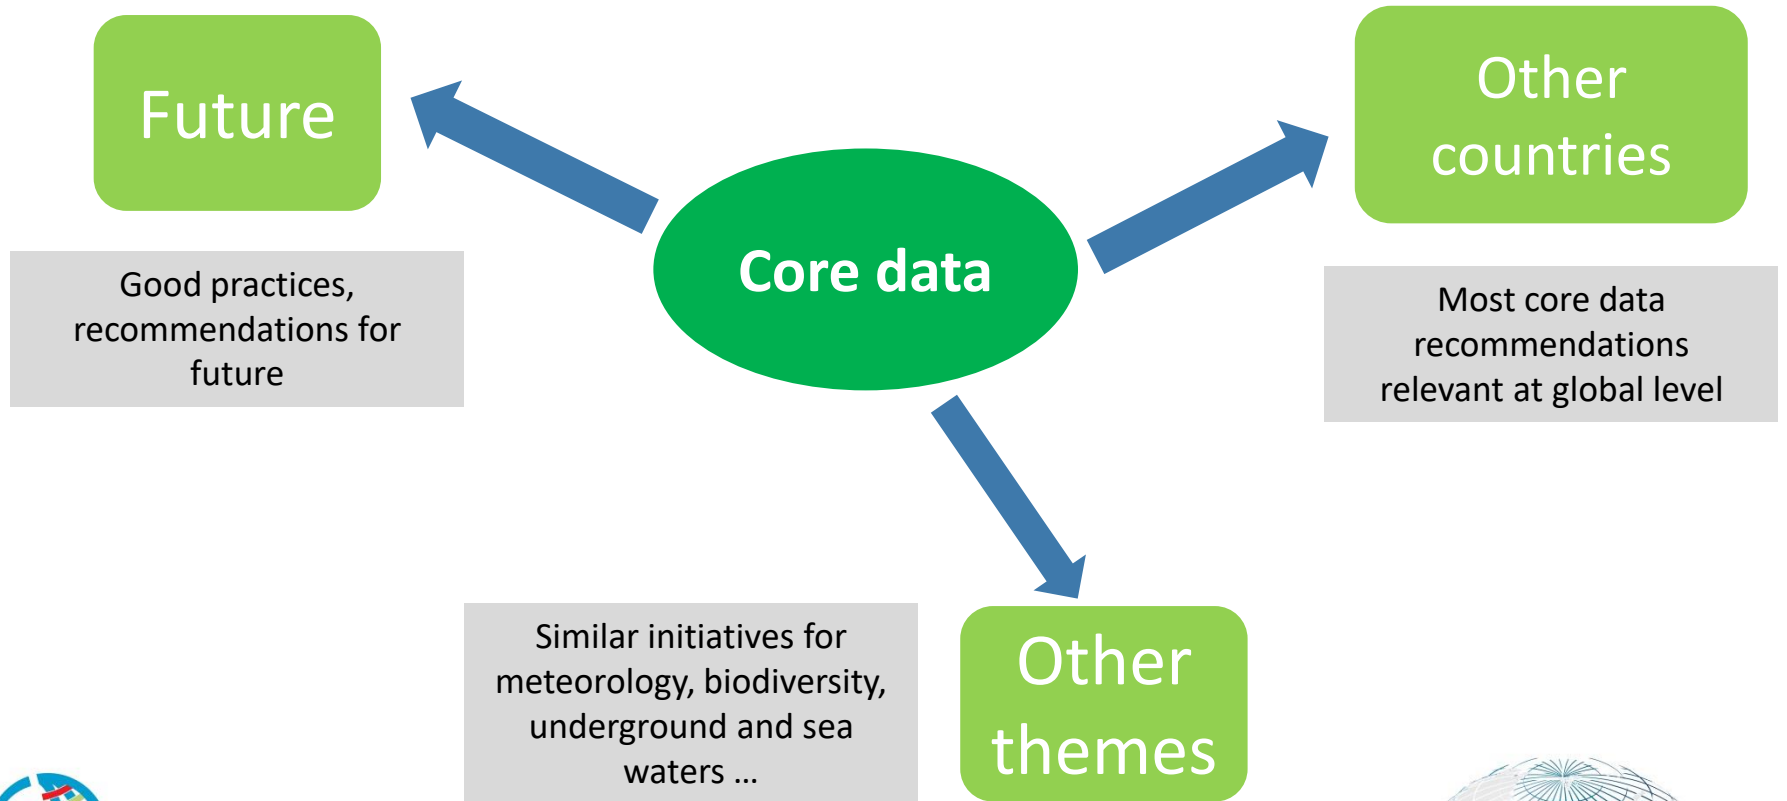 Future
Other
countries
Core data
Good practices,
recommendations for
future
Most core data
recommendations
relevant at global level
Similar initiatives for
meteorology, biodiversity,
underground and sea
waters ...
Other
themes